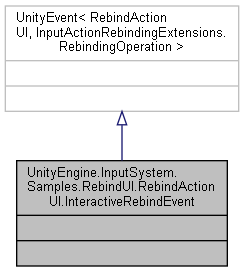 UnityEvent< RebindAction
UI, InputActionRebindingExtensions.
RebindingOperation >
UnityEngine.InputSystem.
Samples.RebindUI.RebindAction
UI.InteractiveRebindEvent